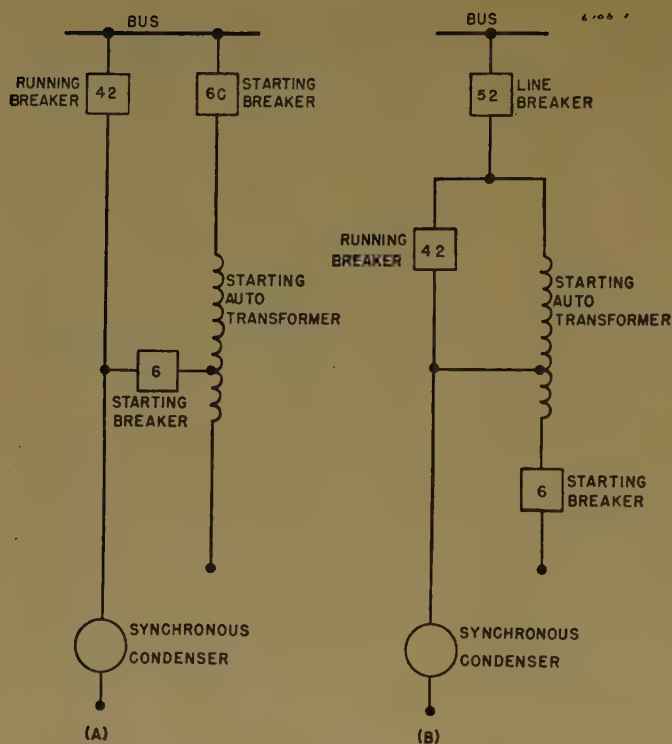 BUS
RUNNING
BREAKER
42
6C
STARTING
BREAKER
STARTING
AUTO
TRANSFORMER
6
STARTING
BREAKER
SYNCHRONOUS
CONDENSER
(A)
BUS
52
LINE
BREAKER
RUNNING
BREAKER
42
STARTING
AUTO
TRANSFORMER
6
STARTING
BREAKER
SYNCHRONOUS
CONDENSER
(B)